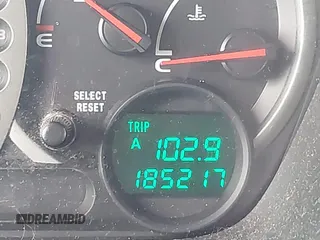 E
C
SELECT
RESET
TRIP
A 102.9
185217
DREAMBID